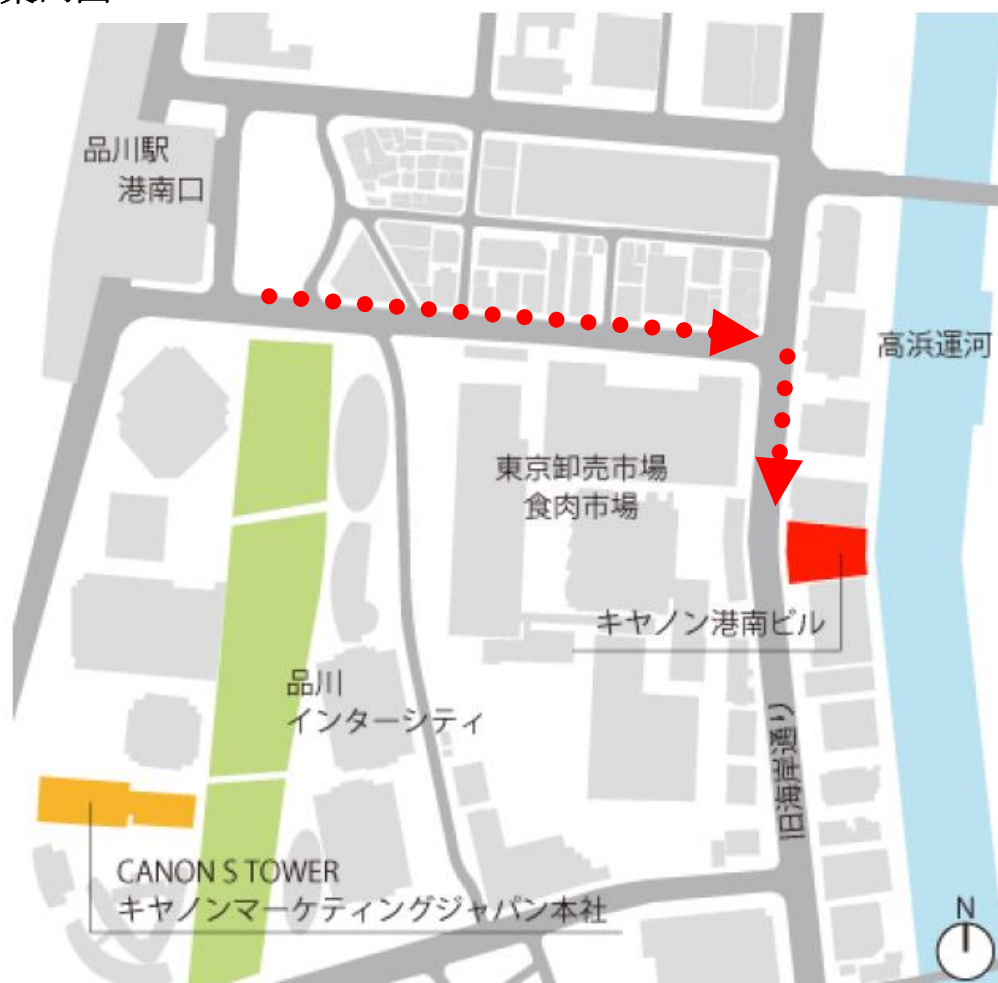 品川駅
港南口
高浜運河
東京卸売市場
食肉市場
キヤノン港南ビル
品川
インターシティ
旧海岸通り
CANON S TOWER
キヤノンマーケティングジャパン本社
N